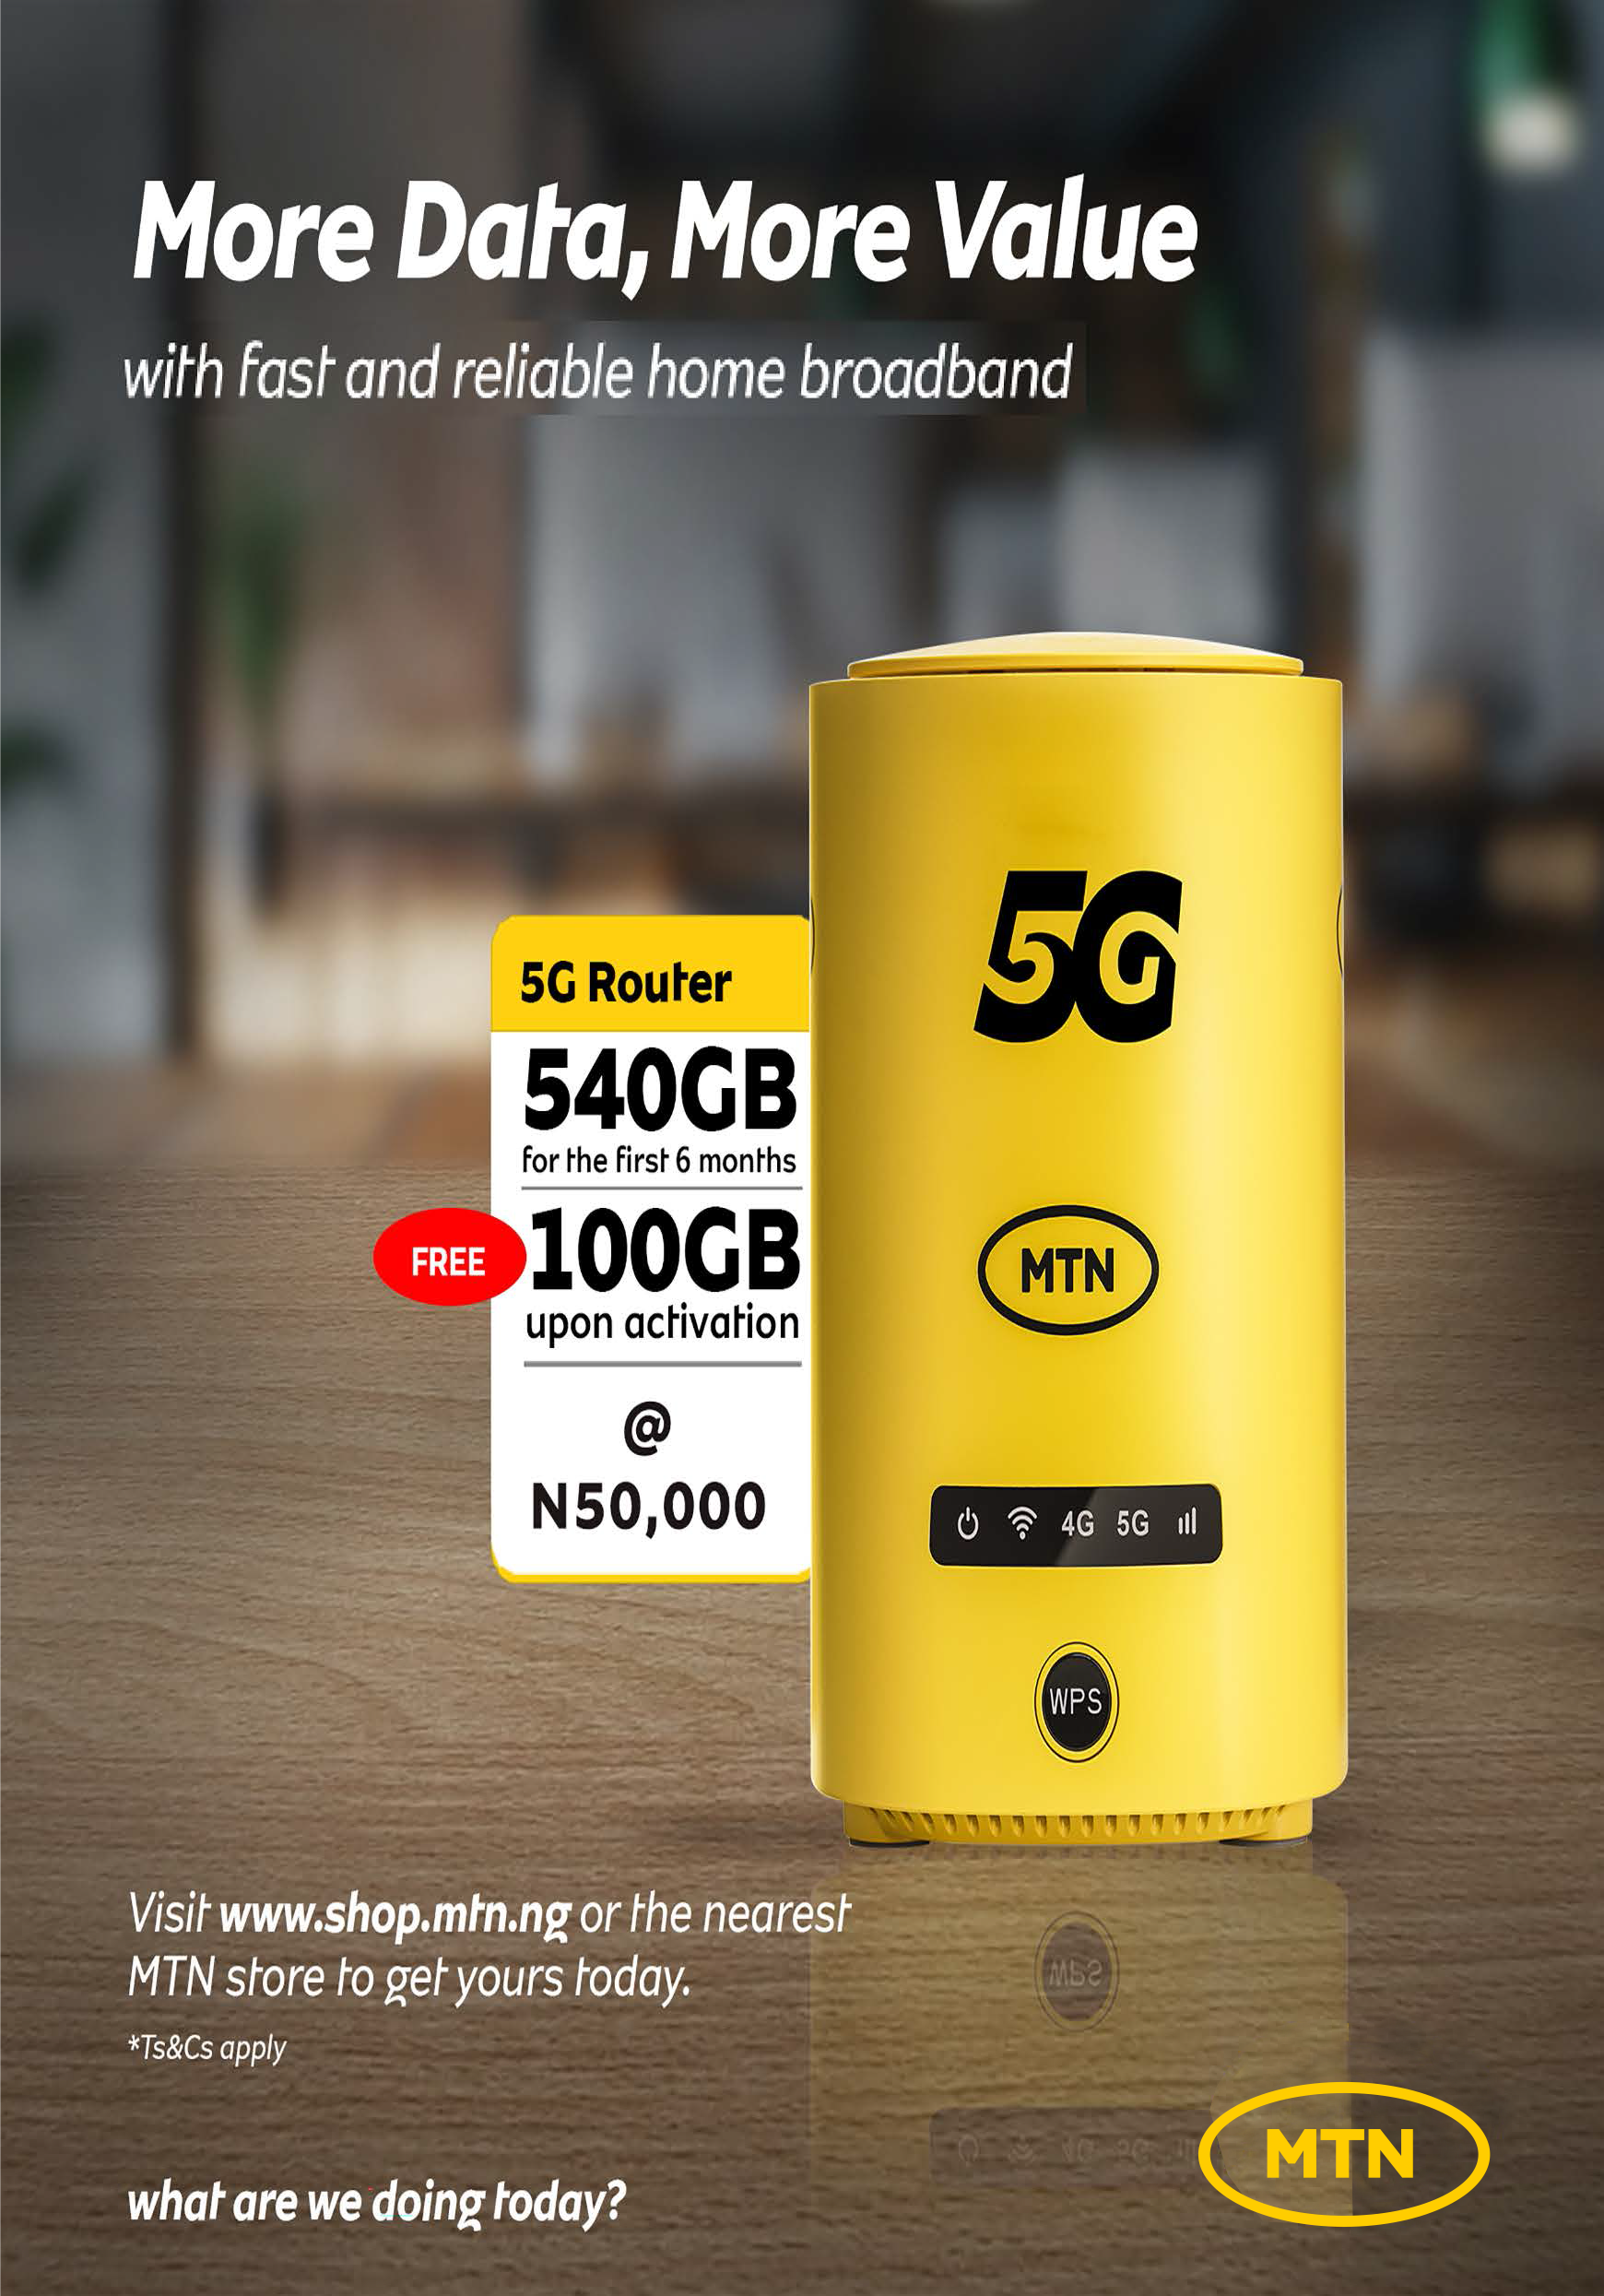 More Data, More Value
with fast and reliable home broadband
5G
5G Router
540GB
for the first 6 months
FREE
100GB
upon activation
@
N50,000
MTN
4G 5G
WPS
Visit www.shop.mtn.ng or the nearest
MTN store to get yours today.
*Ts&Cs apply
MTN
what are we doing today?